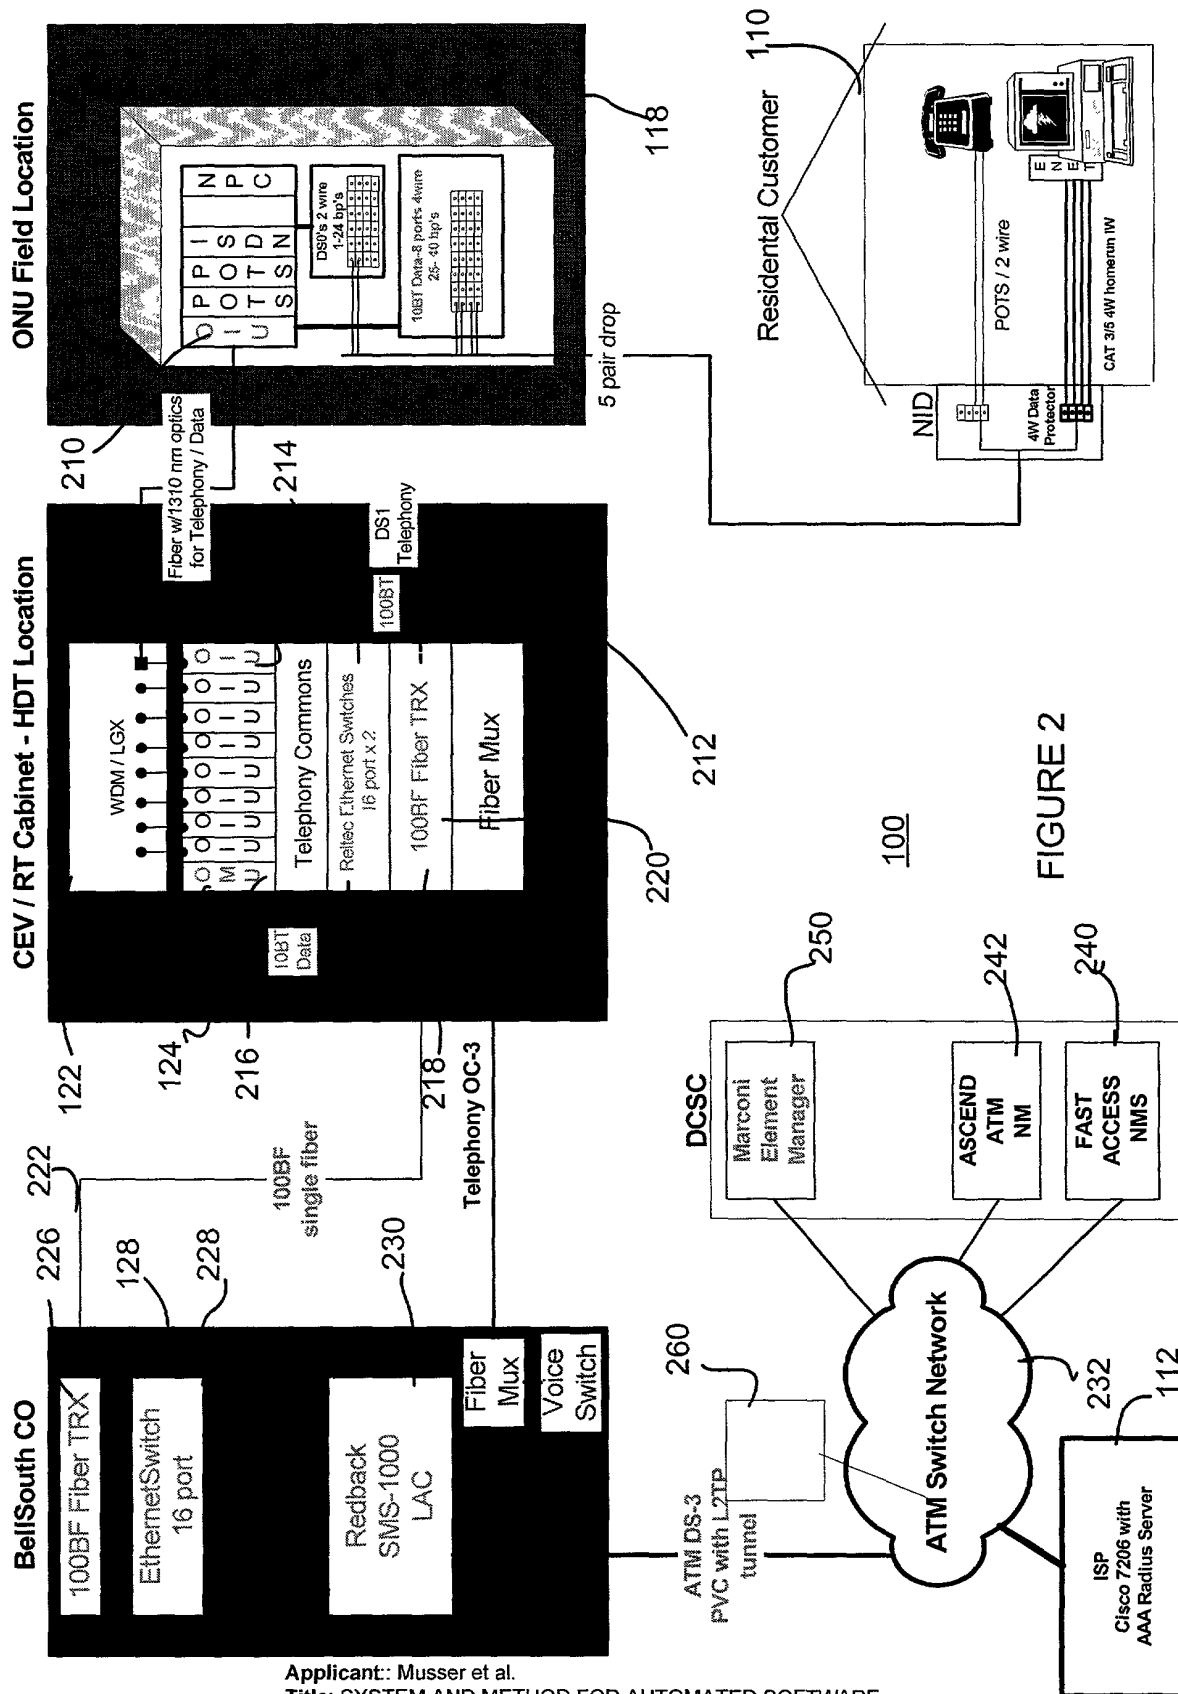 BellSouth CO
100BF Fiber TRX
EthernetSwitch
16 port
Redback
SMS-1000
LAC
Fiber
Mux
Voice
Switch
226
128
228
230
222
100BF
single fiber
Telephony OC-3
CEV / RT Cabinet - HDT Location
WDM / LGX
O M U
O I U
O I U
O I U
O I U
O I U
O I U
O I U
Telephony Commons
Reltec Ethernet Switches
16 port x 2
100BF Fiber TRX
Fiber Mux
10BT
Data
100BT
DS1
Telephony
122
124
216
218
220
212
214
210
Fiber w/1310 nm optics
for Telephony / Data
ONU Field Location
O I U
P O T S
P O T S
I S D N
N P C
DS0's 2 wire
1-24 bp's
10BT Data-8 ports 4wire
25- 40 bp's
118
5 pair drop
Residental Customer
110
NID
POTS / 2 wire
4W Data
Protector
CAT 3/5 4W homerun IW
E N E T
ATM DS-3
PVC with L2TP
tunnel
260
ATM Switch Network
232
ISP
Cisco 7206 with
AAA Radius Server
112
DCSC
Marconi
Element
Manager
250
ASCEND
ATM
NM
242
FAST
ACCESS
NMS
240
100
FIGURE 2
Applicant:: Musser et al.
Title: SYSTEM AND METHOD FOR AUTOMATED SOFTWARE